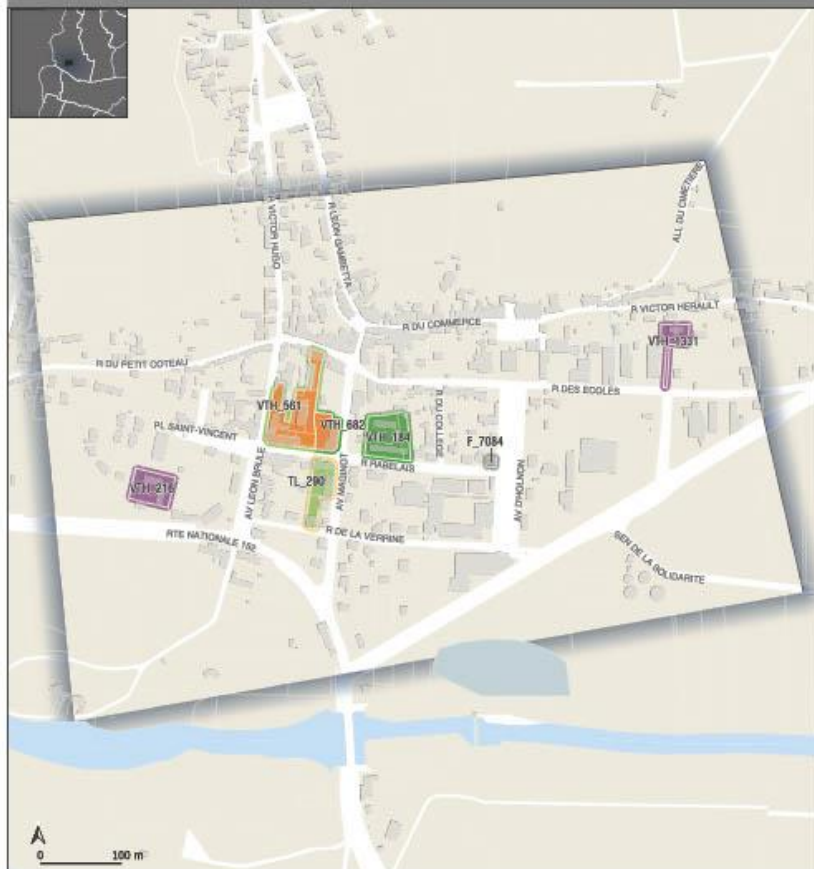 ALL. DU CIMETIERE
A VICTOR HUGO
R LEON GAMBETTA
R VICTOR HERAULT
R DU COMMERCE
VTH_1331
R DU PETIT COTEAU
R DES ECOLES
VTH_561
R DU COLLEGE
VTH_682
VTH_184
PL SAINT-VINCENT
F_7084
R RABELAIS
TL_290
AV LEON BRULE
AV MAGINOT
AV D'HOLNON
VTH_216
RTE NATIONALE 152
R DE LA VERRINE
SEN DE LA SOLIDARITE
0 100 m